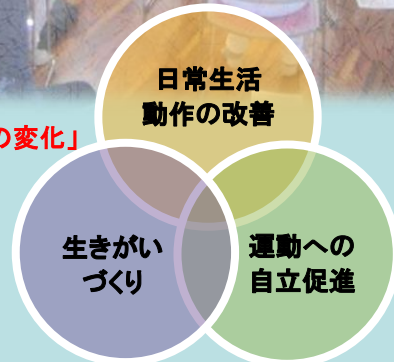 日常生活
動作の改善
の変化」
生きがい
づくり
運動への
自立促進